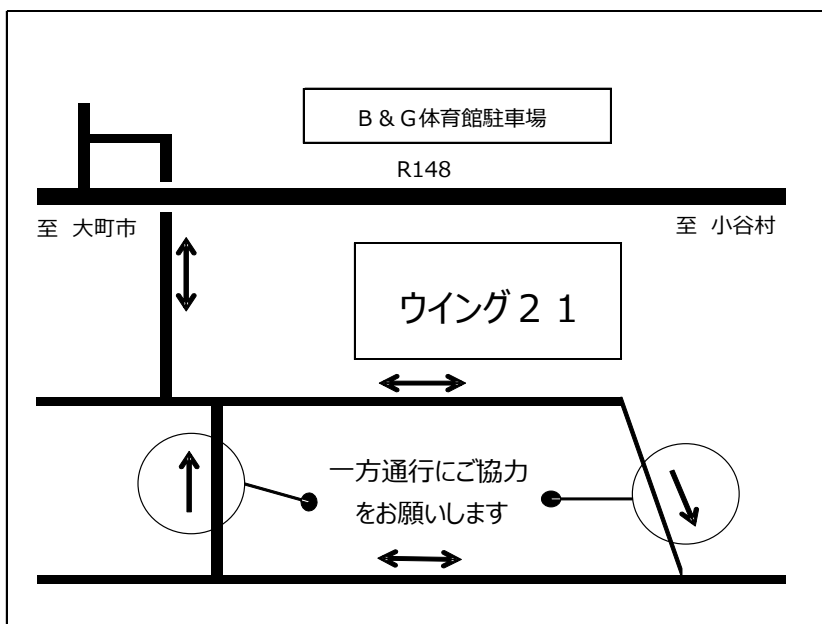 Ｂ＆Ｇ体育館駐車場
R148
至 大町市
至 小谷村
ウイング２１
一方通行にご協力
をお願いします